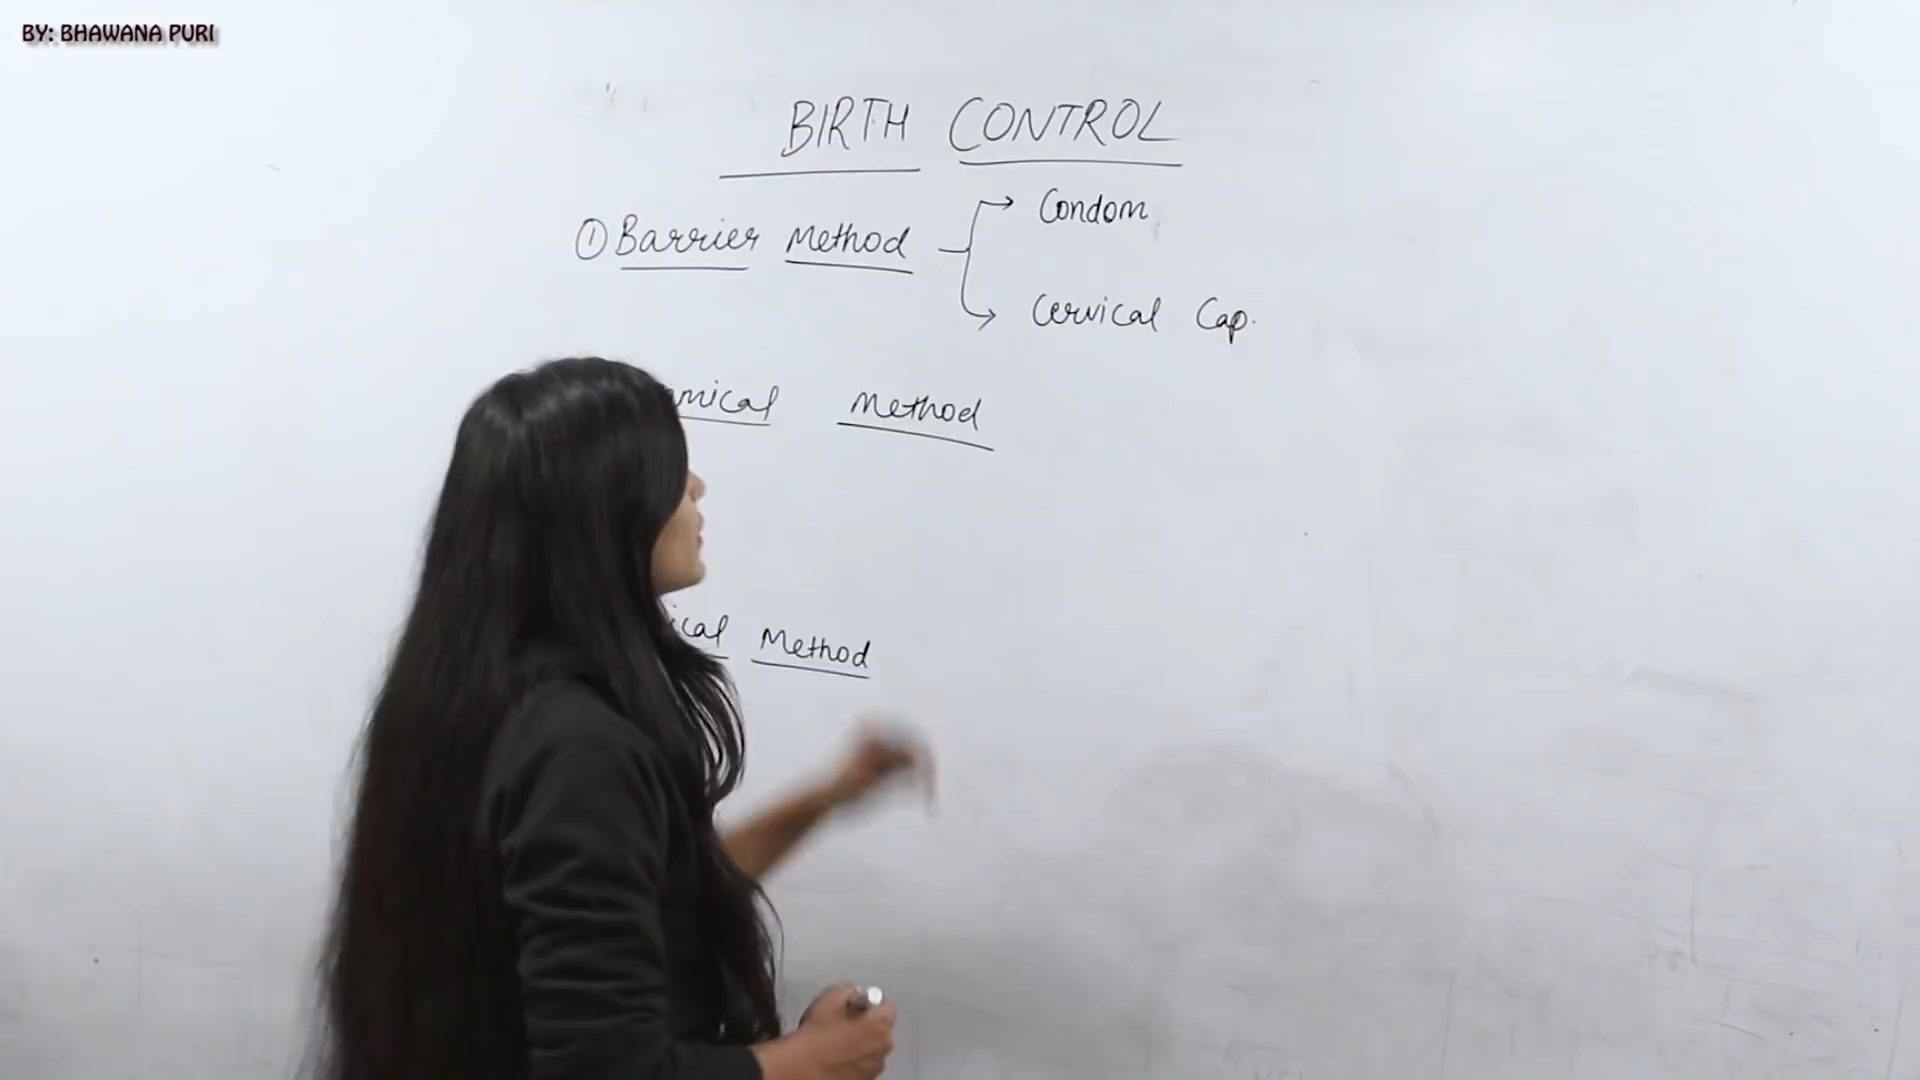 BY: BHAWANA PURI
BIRTH CONTROL
① Barrier Method → Condom
→ Cervical Cap.
Method
Method